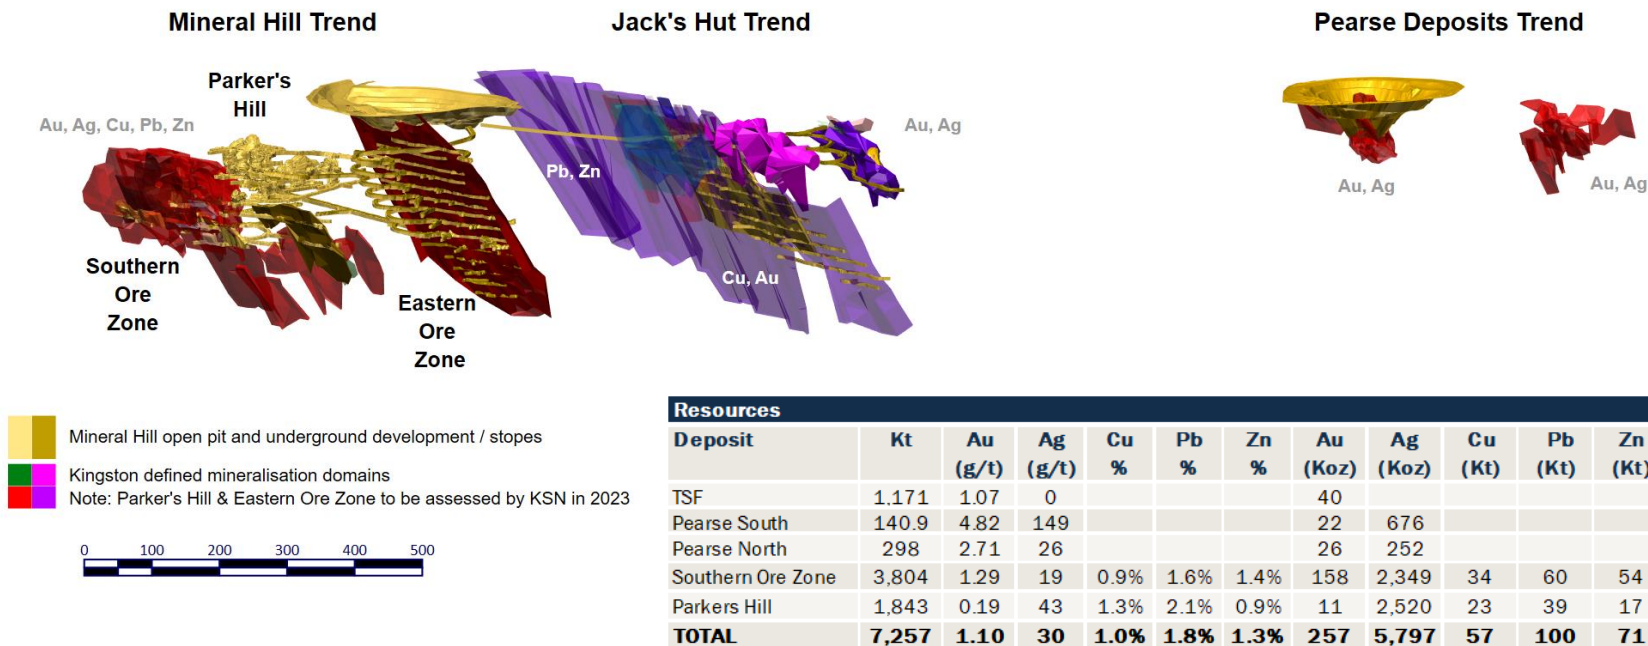 Mineral Hill Trend
Jack's Hut Trend
Pearse Deposits Trend
Parker's
Hill
Au, Ag, Cu, Pb, Zn
Au, Ag
Pb, Zn
Cu, Au
Au, Ag
Au, Ag
Southern
Ore
Zone
Eastern
Ore
Zone
Mineral Hill open pit and underground development / stopes
Kingston defined mineralisation domains
Note: Parker's Hill & Eastern Ore Zone to be assessed by KSN in 2023
0 100 200 300 400 500
Resources
Deposit Kt Au Ag Cu Pb Zn Au Ag Cu Pb Zn
(g/t) (g/t) % % % (Koz) (Koz) (Kt) (Kt) (Kt)
TSF 1,171 1.07 0 40
Pearse South 140.9 4.82 149 22 676
Pearse North 298 2.71 26 26 252
Southern Ore Zone 3,804 1.29 19 0.9% 1.6% 1.4% 158 2,349 34 60 54
Parkers Hill 1,843 0.19 43 1.3% 2.1% 0.9% 11 2,520 23 39 17
TOTAL 7,257 1.10 30 1.0% 1.8% 1.3% 257 5,797 57 100 71